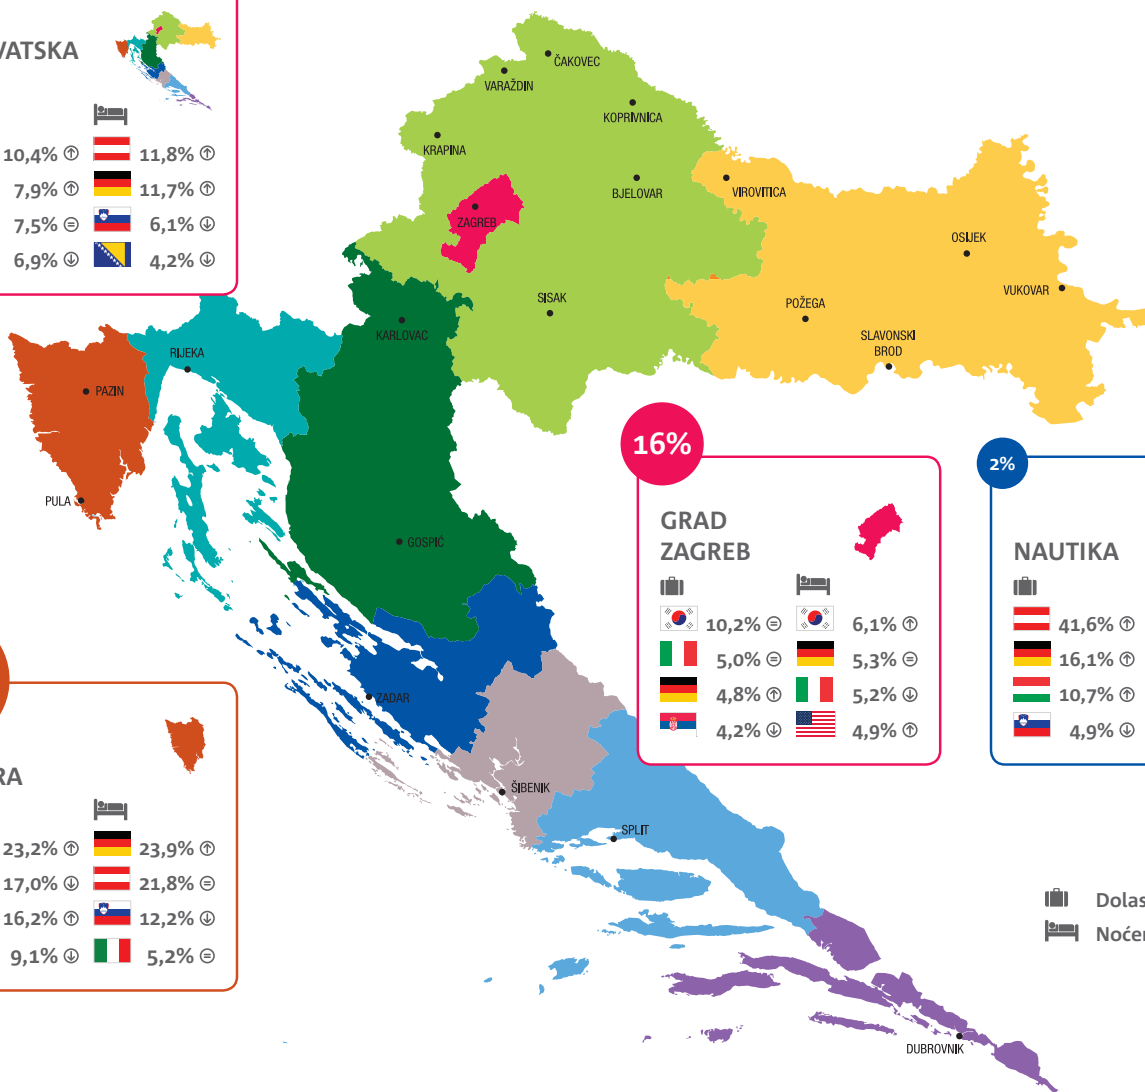 VATSKA
10,4% 11,8%
7,9% 11,7%
7,5% 6,1%
6,9% 4,2%
ČAKOVEC
VARAŽDIN
KOPRIVNICA
KRAPINA
BJELOVAR
VIROVITICA
ZAGREB
OSIJEK
VUKOVAR
SISAK
POŽEGA
SLAVONSKI
BROD
KARLOVAC
RIJEKA
PAZIN
PULA
GOSPIĆ
ZADAR
ŠIBENIK
SPLIT
DUBROVNIK
16%
GRAD
ZAGREB
10,2% 6,1%
5,0% 5,3%
4,8% 5,2%
4,2% 4,9%
2%
NAUTIKA
41,6%
16,1%
10,7%
4,9%
RA
23,2% 23,9%
17,0% 21,8%
16,2% 12,2%
9,1% 5,2%
Dolas
Noćen